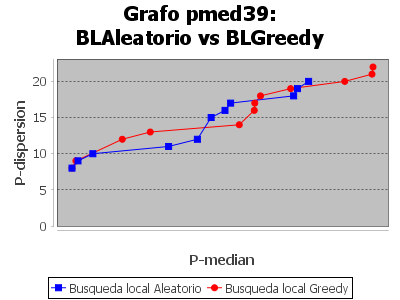 Grafo pmed39:
BLAleatorio vs BLGreedy
20
15
10
5
0
P-dispersion
P-median
Busqueda local Aleatorio
Busqueda local Greedy